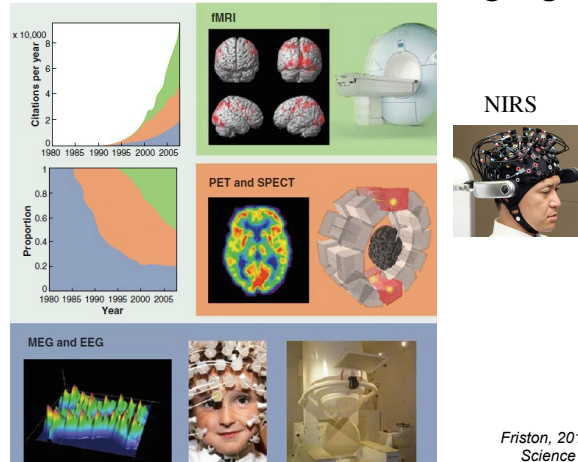 x 10,000
Citations per year
8
6
4
2
0
1980 1985 1990 1995 2000 2005
1
0.8
0.6
0.4
0.2
0
Proportion
1980 1985 1990 1995 2000 2005
Year
fMRI
PET and SPECT
MEG and EEG
NIRS
Friston, 201
Science